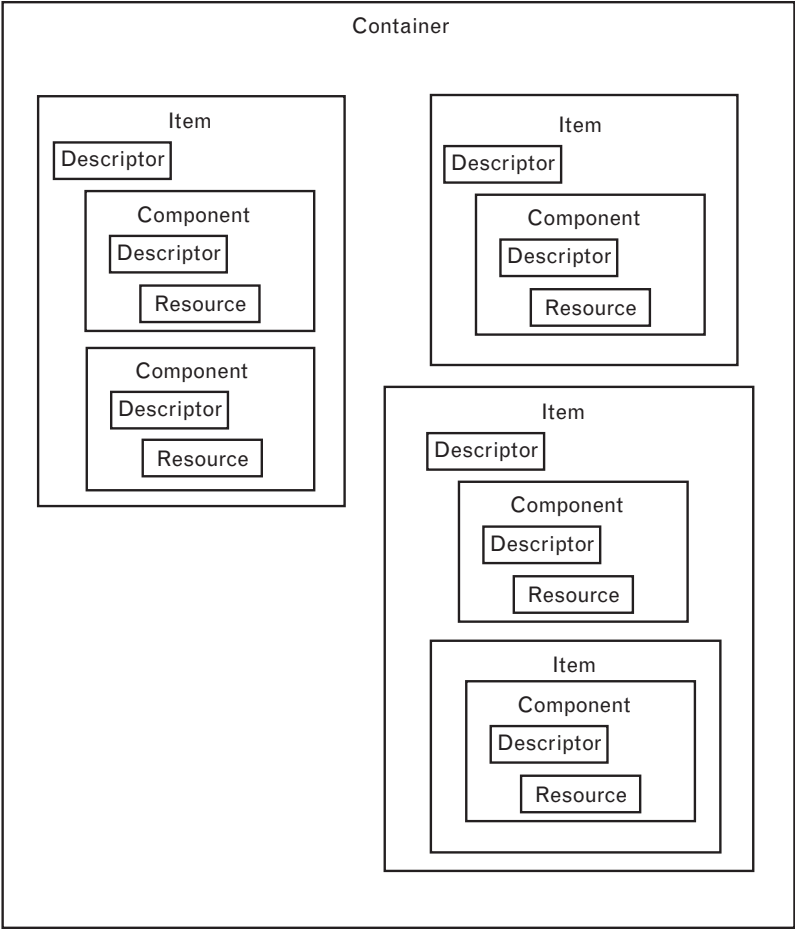 Container
Item
Descriptor
Component
Descriptor
Resource
Component
Descriptor
Resource
Item
Descriptor
Component
Descriptor
Resource
Item
Descriptor
Component
Descriptor
Resource
Item
Component
Descriptor
Resource